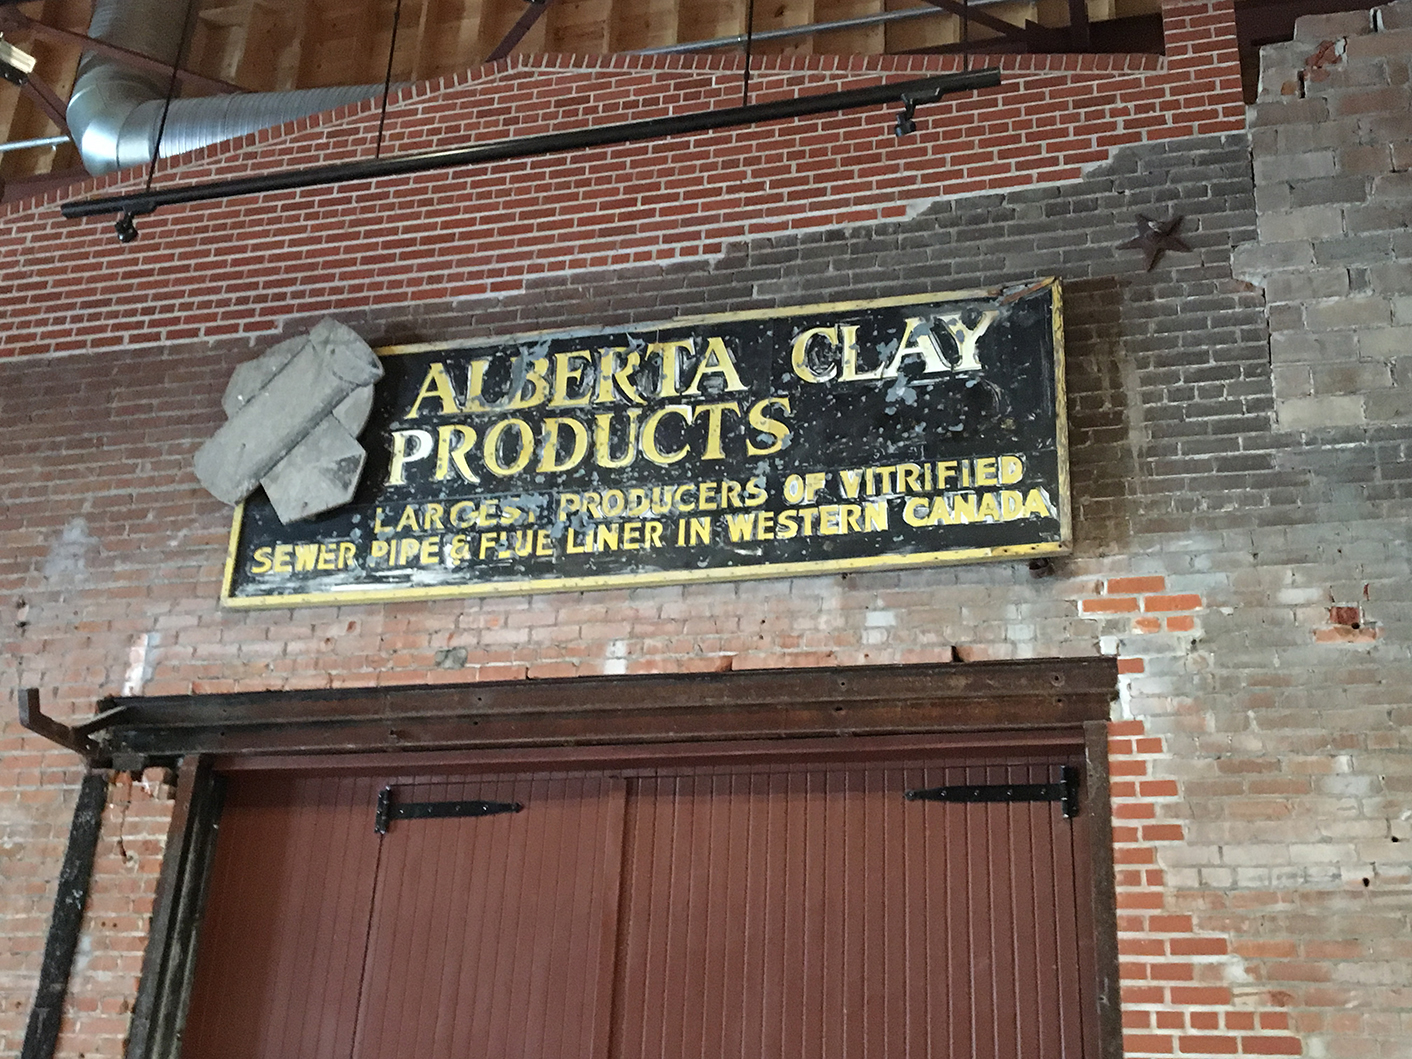 ALBERTA CLAY
PRODUCTS
LARGEST PRODUCERS OF VITRIFIED
SEWER PIPE & FLUE LINER IN WESTERN CANADA